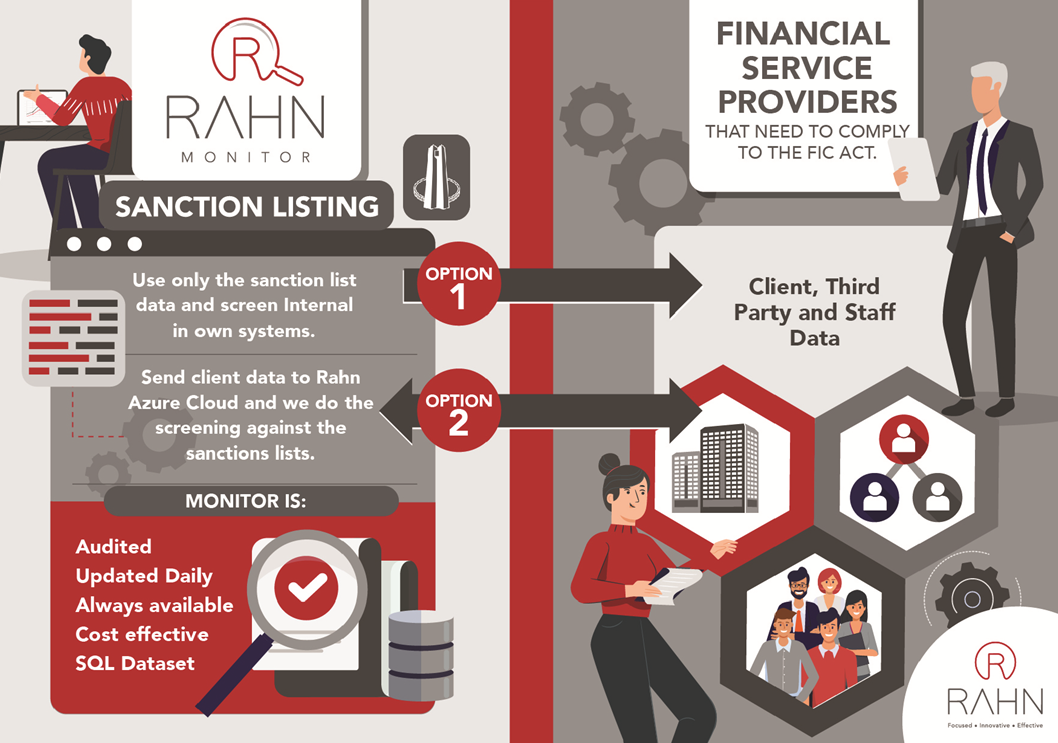 RAHN
MONITOR
SANCTION LISTING
Use only the sanction list
data and screen Internal
in own systems.
Send client data to Rahn
Azure Cloud and we do the
screening against the
sanctions lists.
MONITOR IS:
Audited
Updated Daily
Always available
Cost effective
SQL Dataset
OPTION
1
OPTION
2
FINANCIAL
SERVICE
PROVIDERS
THAT NEED TO COMPLY
TO THE FIC ACT.
Client, Third
Party and Staff
Data
R
RAHN
Focused • Innovative • Effective